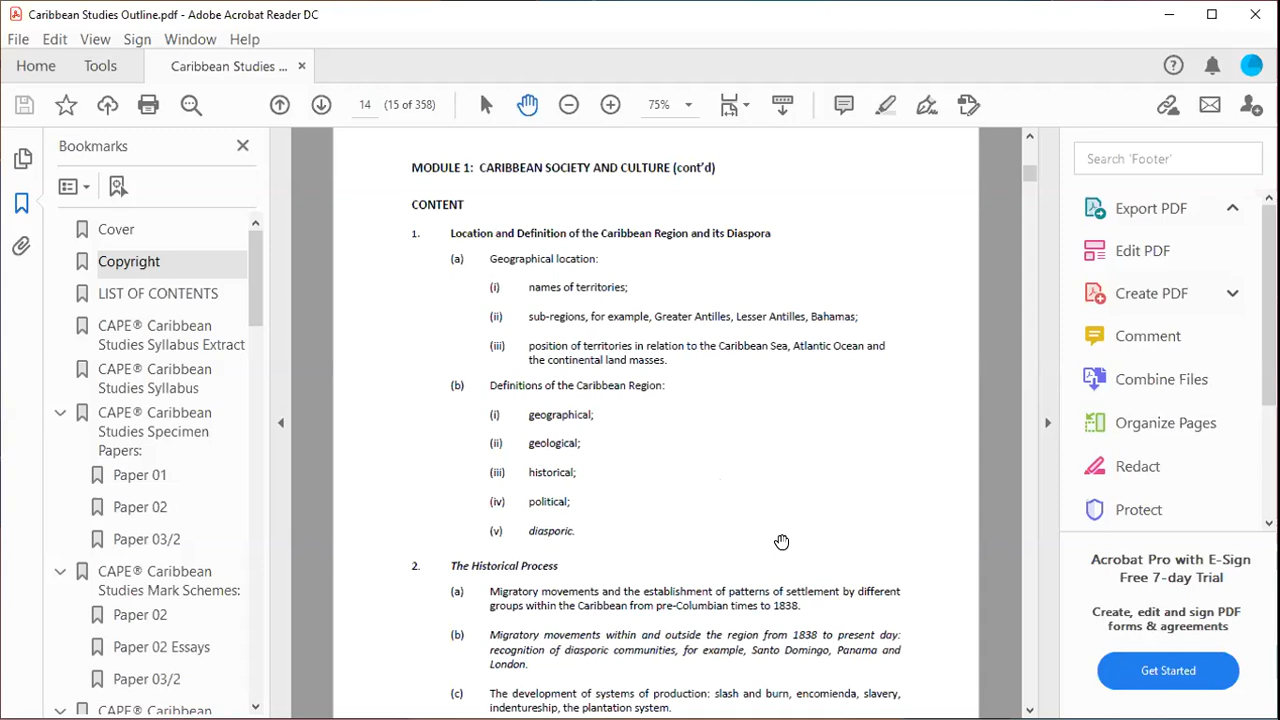 Caribbean Studies Outline.pdf - Adobe Acrobat Reader DC
File Edit View Sign Window Help
Home Tools Caribbean Studies ... ×
14 (15 of 358) 75%
Bookmarks
Cover
Copyright
LIST OF CONTENTS
CAPE® Caribbean
Studies Syllabus Extract
CAPE® Caribbean
Studies Syllabus
CAPE® Caribbean
Studies Specimen
Papers:
Paper 01
Paper 02
Paper 03/2
CAPE® Caribbean
Studies Mark Schemes:
Paper 02
Paper 02 Essays
Paper 03/2
CAPE® Caribbean
MODULE 1: CARIBBEAN SOCIETY AND CULTURE (cont'd)
CONTENT
1. Location and Definition of the Caribbean Region and its Diaspora
(a) Geographical location:
(i) names of territories;
(ii) sub-regions, for example, Greater Antilles, Lesser Antilles, Bahamas;
(iii) position of territories in relation to the Caribbean Sea, Atlantic Ocean and
the continental land masses.
(b) Definitions of the Caribbean Region:
(i) geographical;
(ii) geological;
(iii) historical;
(iv) political;
(v) diasporic.
2. The Historical Process
(a) Migratory movements and the establishment of patterns of settlement by different
groups within the Caribbean from pre-Columbian times to 1838.
(b) Migratory movements within and outside the region from 1838 to present day:
recognition of diasporic communities, for example, Santo Domingo, Panama and
London.
(c) The development of systems of production: slash and burn, encomienda, slavery,
indentureship, the plantation system.
Search 'Footer'
Export PDF
Edit PDF
Create PDF
Comment
Combine Files
Organize Pages
Redact
Protect
Acrobat Pro with E-Sign
Free 7-day Trial
Create, edit and sign PDF
forms & agreements
Get Started